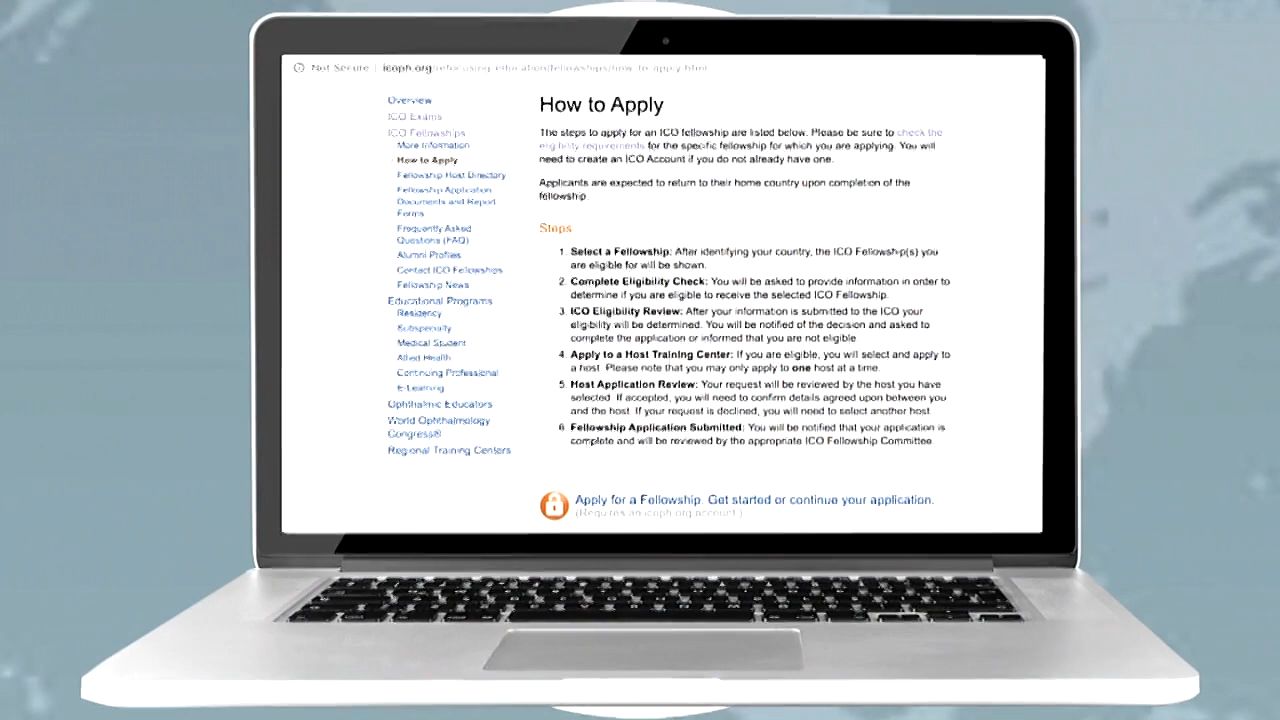 Not Secure | icoph.org/refocusing-education/fellowships/how-to-apply.html
Overview
ICO Exams
ICO Fellowships
More Information
How to Apply
Fellowship Host Directory
Fellowship Application
Documents and Report
Forms
Frequently Asked
Questions (FAQ)
Alumni Profiles
Contact ICO Fellowships
Fellowship News
Educational Programs
Residency
Subspecialty
Medical Student
Allied Health
Continuing Professional
E-Learning
Ophthalmic Educators
World Ophthalmology
Congress®
Regional Training Centers
How to Apply
The steps to apply for an ICO fellowship are listed below. Please be sure to check the
eligibility requirements for the specific fellowship for which you are applying. You will
need to create an ICO Account if you do not already have one.
Applicants are expected to return to their home country upon completion of the
fellowship
Steps
1. Select a Fellowship: After identifying your country, the ICO Fellowship(s) you
are eligible for will be shown.
2. Complete Eligibility Check: You will be asked to provide information in order to
determine if you are eligible to receive the selected ICO Fellowship.
3. ICO Eligibility Review: After your information is submitted to the ICO your
eligibility will be determined. You will be notified of the decision and asked to
complete the application or informed that you are not eligible
4. Apply to a Host Training Center: If you are eligible, you will select and apply to
a host. Please note that you may only apply to one host at a time.
5. Host Application Review: Your request will be reviewed by the host you have
selected. If accepted, you will need to confirm details agreed upon between you
and the host. If your request is declined, you will need to select another host
6. Fellowship Application Submitted: You will be notified that your application is
complete and will be reviewed by the appropriate ICO Fellowship Committee
Apply for a Fellowship. Get started or continue your application.
(Requires an icoph.org account.)